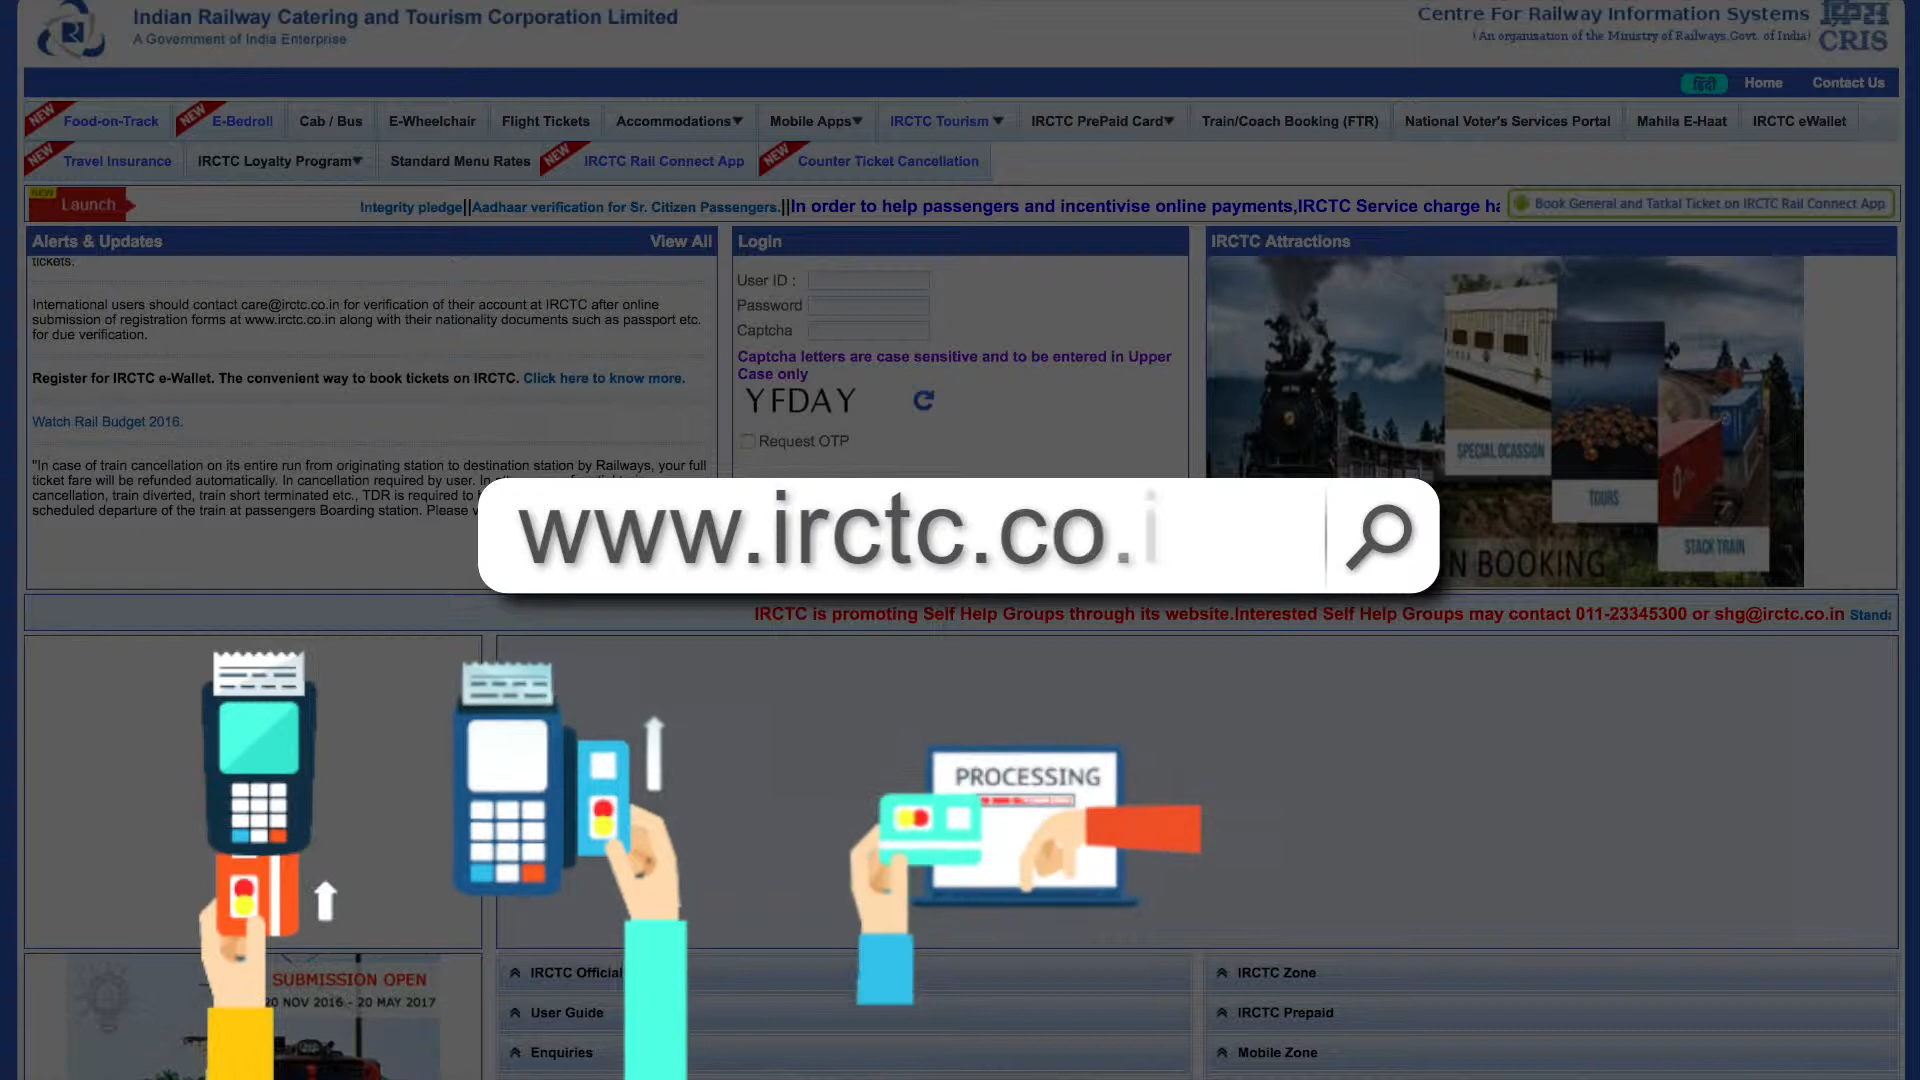 Indian Railway Catering and Tourism Corporation Limited
A Government of India Enterprise
Centre For Railway Information Systems
(An organisation of the Ministry of Railways,Govt. of India)
CRIS
हिंदी Home Contact Us
NEW Food-on-Track NEW E-Bedroll Cab / Bus E-Wheelchair Flight Tickets Accommodations▼ Mobile Apps▼ IRCTC Tourism ▼ IRCTC PrePaid Card▼ Train/Coach Booking (FTR) National Voter's Services Portal Mahila E-Haat IRCTC eWallet
NEW Travel Insurance IRCTC Loyalty Program▼ Standard Menu Rates NEW IRCTC Rail Connect App NEW Counter Ticket Cancellation
NEW
Launch Integrity pledge||Aadhaar verification for Sr. Citizen Passengers.||In order to help passengers and incentivise online payments,IRCTC Service charge ha Book General and Tatkal Ticket on IRCTC Rail Connect App
Alerts & Updates View All
tickets.
International users should contact care@irctc.co.in for verification of their account at IRCTC after online
submission of registration forms at www.irctc.co.in along with their nationality documents such as passport etc.
for due verification.
Register for IRCTC e-Wallet. The convenient way to book tickets on IRCTC. Click here to know more.
Watch Rail Budget 2016.
"In case of train cancellation on its entire run from originating station to destination station by Railways, your full
ticket fare will be refunded automatically. In cancellation required by user. In
cancellation, train diverted, train short terminated etc., TDR is required to
scheduled departure of the train at passengers Boarding station. Please
Login
User ID :
Password
Captcha
Captcha letters are case sensitive and to be entered in Upper
Case only
YFDAY
Request OTP
IRCTC Attractions
SPECIAL OCASSION
TOURS
STACK TRAIN
N BOOKING
www.irctc.co.i
IRCTC is promoting Self Help Groups through its website.Interested Self Help Groups may contact 011-23345300 or shg@irctc.co.in Standa
PROCESSING
SUBMISSION OPEN
20 NOV 2016 - 20 MAY 2017
IRCTC Official
User Guide
Enquiries
IRCTC Zone
IRCTC Prepaid
Mobile Zone